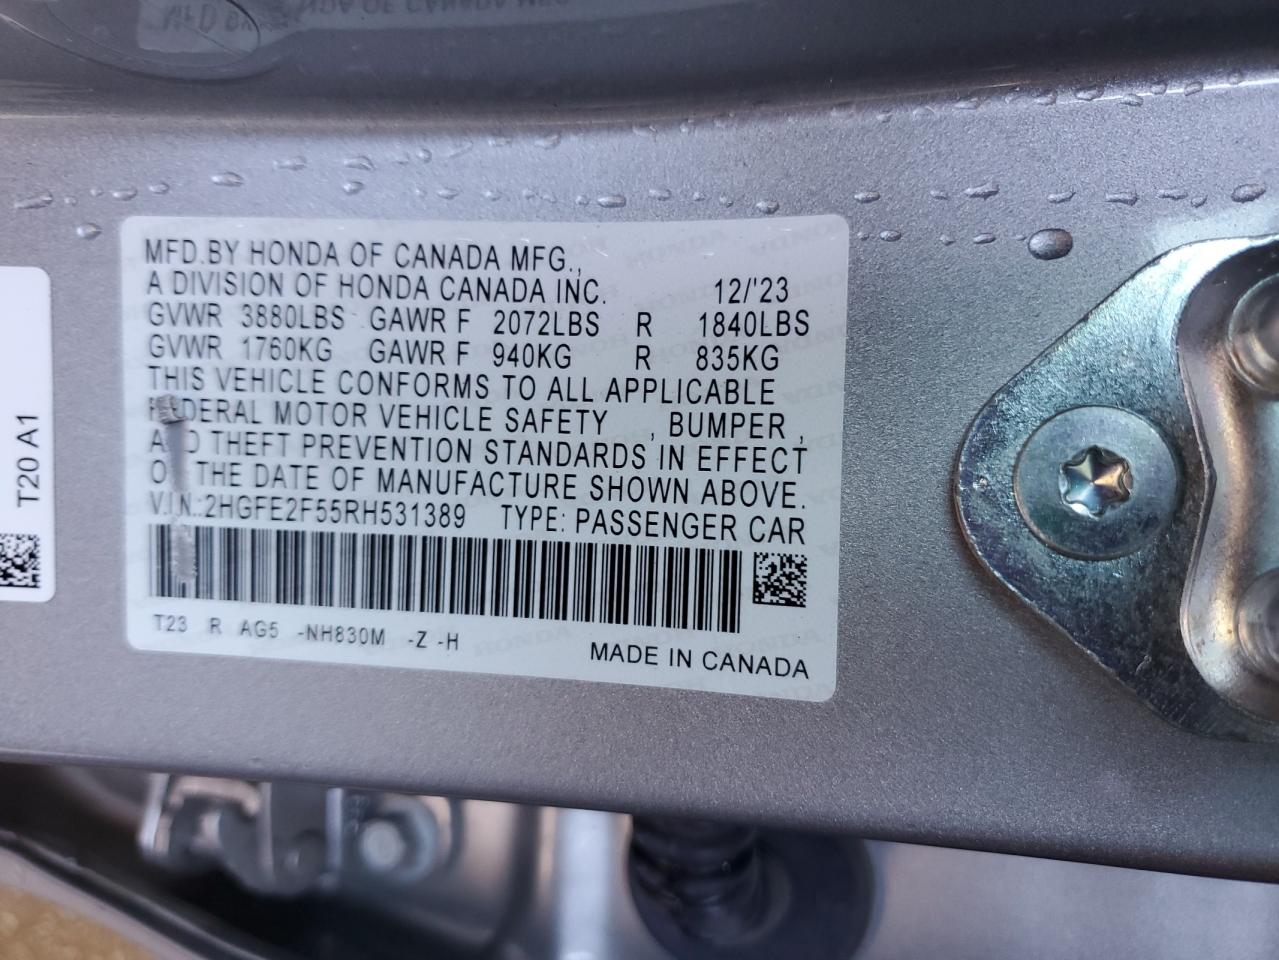 MFD.BY HONDA OF CANADA MFG.,
A DIVISION OF HONDA CANADA INC. 12/'23
GVWR 3880LBS GAWR F 2072LBS R 1840LBS
GVWR 1760KG GAWR F 940KG R 835KG
THIS VEHICLE CONFORMS TO ALL APPLICABLE
FEDERAL MOTOR VEHICLE SAFETY , BUMPER ,
AND THEFT PREVENTION STANDARDS IN EFFECT
ON THE DATE OF MANUFACTURE SHOWN ABOVE.
V.I.N.:2HGFE2F55RH531389 TYPE: PASSENGER CAR
T23 R AG5 -NH830M -Z -H
MADE IN CANADA
T20 A1